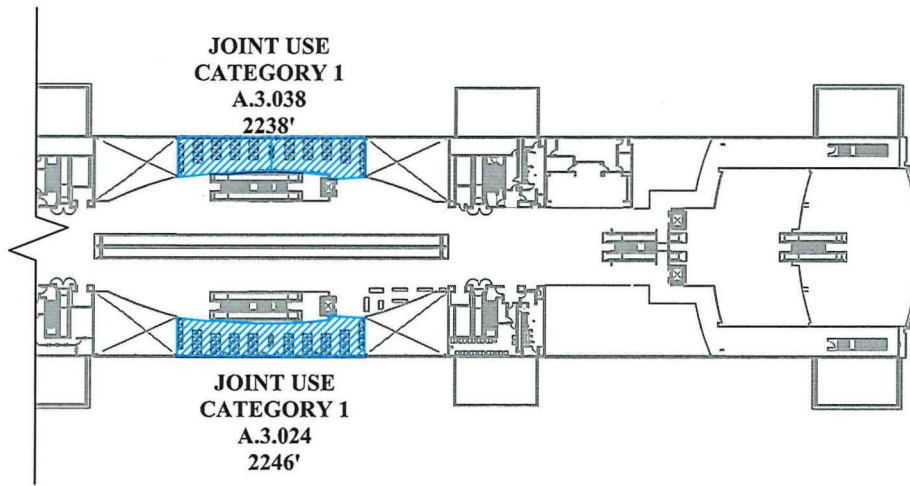 JOINT USE
CATEGORY 1
A.3.038
2238'
JOINT USE
CATEGORY 1
A.3.024
2246'